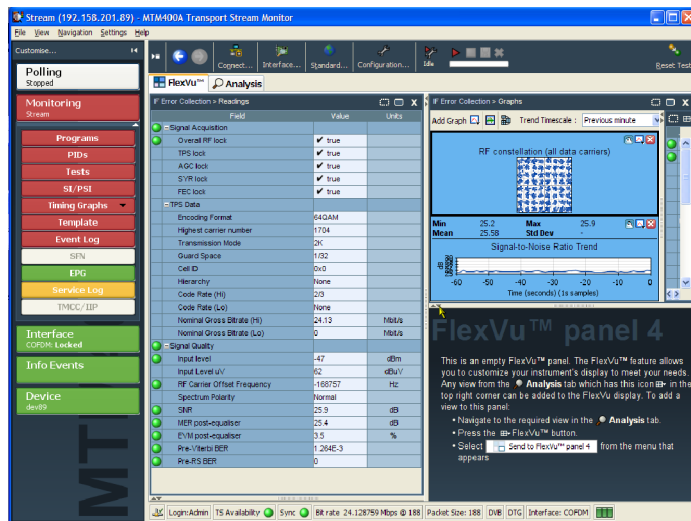 Stream (192.158.201.89) - MTM400A Transport Stream Monitor
File View Navigation Settings Help
Customise...
Connect... Interface... Standard... Configuration... Idle Reset Test
Polling
Stopped
Monitoring
Stream
Programs
PIDs
Tests
SI/PSI
Timing Graphs
Template
Event Log
SFN
EPG
Service Log
TMCC/IIP
Interface
COFDM: Locked
Info Events
Device
dev89
FlexVu™ Analysis
IF Error Collection > Readings
Field Value Units
Signal Acquisition
Overall RF lock true
TPS lock true
AGC lock true
SYR lock true
FEC lock true
TPS Data
Encoding Format 64QAM
Highest carrier number 1704
Transmission Mode 2K
Guard Space 1/32
Cell ID 0x0
Hierarchy None
Code Rate (Hi) 2/3
Code Rate (Lo) None
Nominal Gross Bitrate (Hi) 24.13 Mbit/s
Nominal Gross Bitrate (Lo) 0 Mbit/s
Signal Quality
Input level -47 dBm
Input Level uV 62 dBuV
RF Carrier Offset Frequency -168757 Hz
Spectrum Polarity Normal
SNR 25.9 dB
MER post-equaliser 25.4 dB
EVM post-equaliser 3.5 %
Pre-Viterbi BER 1.264E-3
Pre-RS BER 0
IF Error Collection > Graphs
Add Graph Trend Timescale : Previous minute
RF constellation (all data carriers)
Min 25.2 Max 25.9
Mean 25.58 Std Dev -
Signal-to-Noise Ratio Trend
dB
-60 -50 -40 -30 -20 -10 0
Time (seconds) (1s samples)
FlexVu™ panel 4
This is an empty FlexVu™ panel. The FlexVu™ feature allows
you to customize your instrument's display to meet your needs.
Any view from the Analysis tab which has this icon in the
top right corner can be added to the FlexVu display. To add a
view to this panel:
• Navigate to the required view in the Analysis tab.
• Press the FlexVu™ button.
• Select Send to FlexVu™ panel 4 from the menu that
appears.
Login:Admin TS Availability Sync Bit rate 24.128759 Mbps @ 188 Packet Size: 188 DVB DTG Interface: COFDM